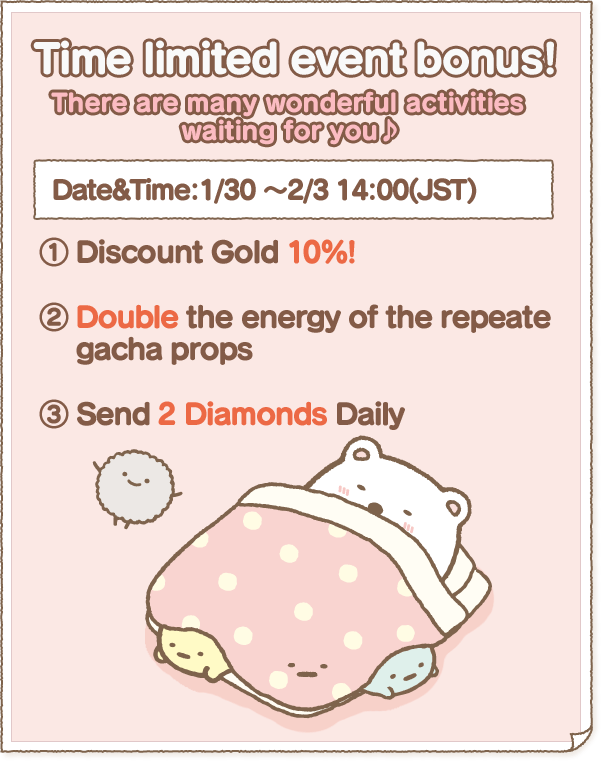 Time limited event bonus!
There are many wonderful activities
waiting for you♪
Date&Time:1/30 ～2/3 14:00(JST)
① Discount Gold 10%!
② Double the energy of the repeate
gacha props
③ Send 2 Diamonds Daily